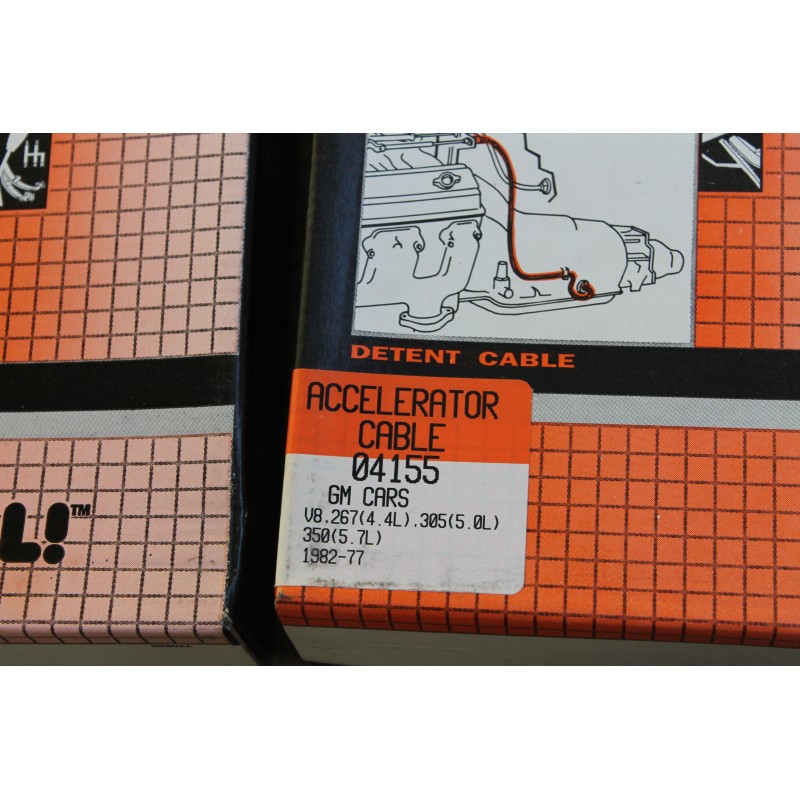 DETENT CABLE
ACCELERATOR
CABLE
04155
GM CARS
V8.267(4.4L).305(5.0L)
350(5.7L)
1982-77
L!™